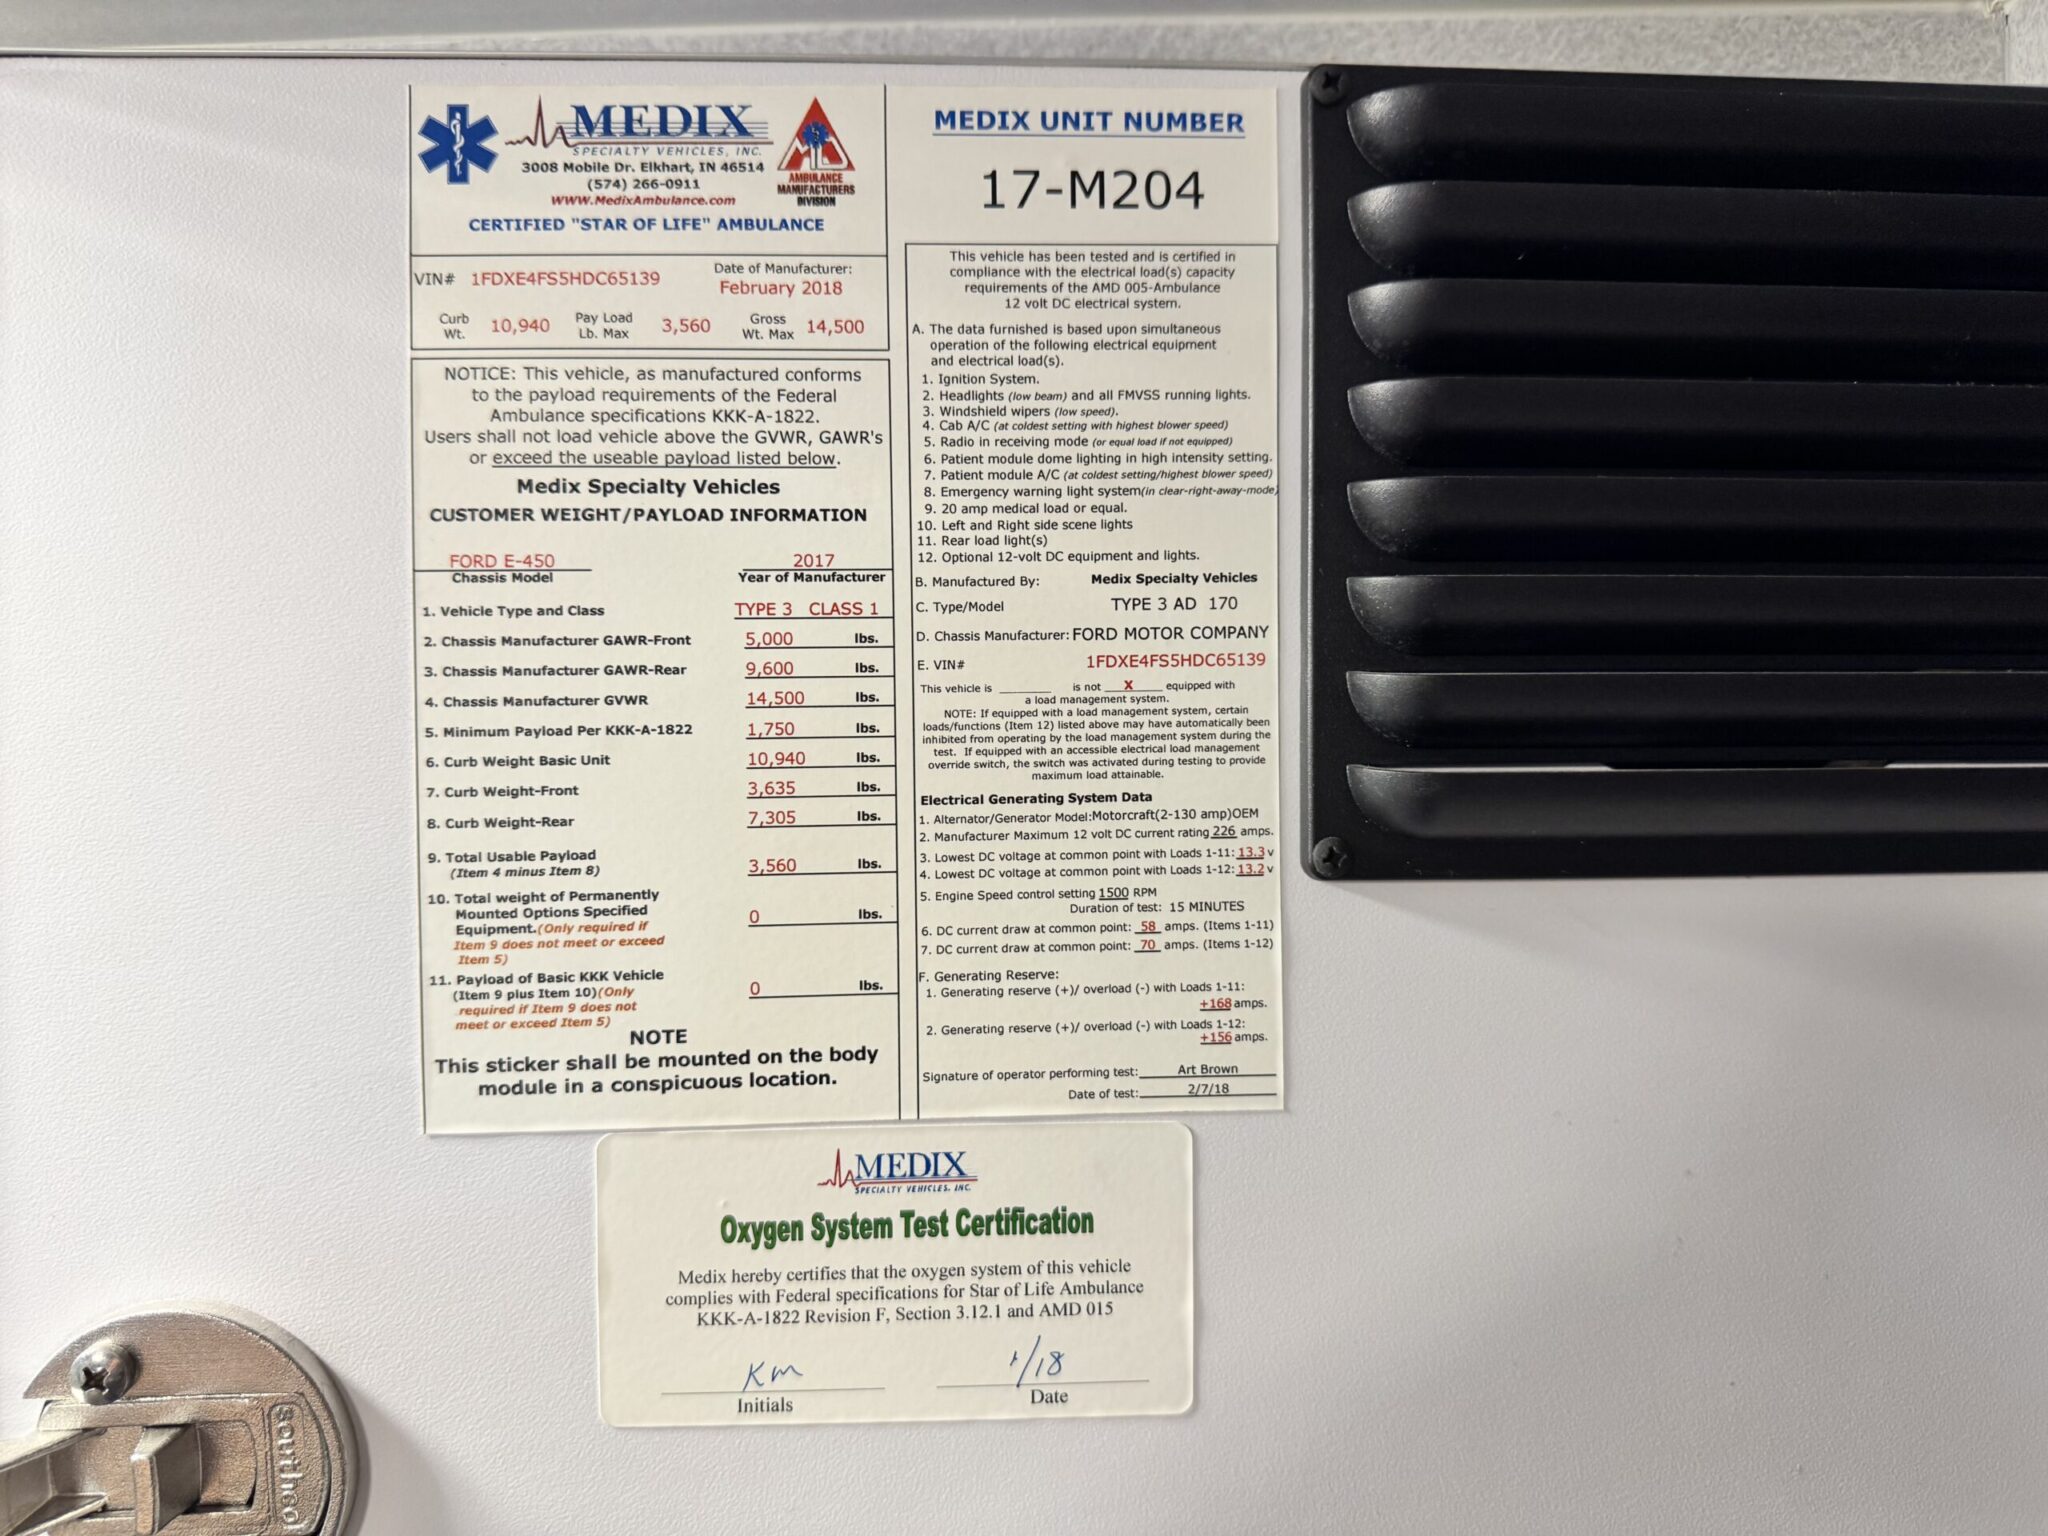 MEDIX
SPECIALTY VEHICLES, INC.
3008 Mobile Dr. Elkhart, IN 46514
(574) 266-0911
WWW.MedixAmbulance.com
AMBULANCE
MANUFACTURERS
DIVISION
CERTIFIED "STAR OF LIFE" AMBULANCE
VIN# 1FDXE4FS5HDC65139
Date of Manufacturer:
February 2018
Curb Wt. 10,940 Pay Load Lb. Max 3,560 Gross Wt. Max 14,500
NOTICE: This vehicle, as manufactured conforms
to the payload requirements of the Federal
Ambulance specifications KKK-A-1822.
Users shall not load vehicle above the GVWR, GAWR's
or exceed the useable payload listed below.
Medix Specialty Vehicles
CUSTOMER WEIGHT/PAYLOAD INFORMATION
FORD E-450 2017
Chassis Model Year of Manufacturer
1. Vehicle Type and Class TYPE 3 CLASS 1
2. Chassis Manufacturer GAWR-Front 5,000 lbs.
3. Chassis Manufacturer GAWR-Rear 9,600 lbs.
4. Chassis Manufacturer GVWR 14,500 lbs.
5. Minimum Payload Per KKK-A-1822 1,750 lbs.
6. Curb Weight Basic Unit 10,940 lbs.
7. Curb Weight-Front 3,635 lbs.
8. Curb Weight-Rear 7,305 lbs.
9. Total Usable Payload
(Item 4 minus Item 8) 3,560 lbs.
10. Total weight of Permanently
Mounted Options Specified 0 lbs.
Equipment.(Only required if
Item 9 does not meet or exceed
Item 5)
11. Payload of Basic KKK Vehicle
(Item 9 plus Item 10)(Only 0 lbs.
required if Item 9 does not
meet or exceed Item 5)
NOTE
This sticker shall be mounted on the body
module in a conspicuous location.
MEDIX UNIT NUMBER
17-M204
This vehicle has been tested and is certified in
compliance with the electrical load(s) capacity
requirements of the AMD 005-Ambulance
12 volt DC electrical system.
A. The data furnished is based upon simultaneous
operation of the following electrical equipment
and electrical load(s).
1. Ignition System.
2. Headlights (low beam) and all FMVSS running lights.
3. Windshield wipers (low speed).
4. Cab A/C (at coldest setting with highest blower speed)
5. Radio in receiving mode (or equal load if not equipped)
6. Patient module dome lighting in high intensity setting.
7. Patient module A/C (at coldest setting/highest blower speed)
8. Emergency warning light system(in clear-right-away-mode)
9. 20 amp medical load or equal.
10. Left and Right side scene lights
11. Rear load light(s)
12. Optional 12-volt DC equipment and lights.
B. Manufactured By: Medix Specialty Vehicles
C. Type/Model TYPE 3 AD 170
D. Chassis Manufacturer: FORD MOTOR COMPANY
E. VIN# 1FDXE4FS5HDC65139
This vehicle is ________ is not X equipped with
a load management system.
NOTE: If equipped with a load management system, certain
loads/functions (Item 12) listed above may have automatically been
inhibited from operating by the load management system during the
test. If equipped with an accessible electrical load management
override switch, the switch was activated during testing to provide
maximum load attainable.
Electrical Generating System Data
1. Alternator/Generator Model:Motorcraft(2-130 amp)OEM
2. Manufacturer Maximum 12 volt DC current rating 226 amps.
3. Lowest DC voltage at common point with Loads 1-11: 13.3 v
4. Lowest DC voltage at common point with Loads 1-12: 13.2 v
5. Engine Speed control setting 1500 RPM
Duration of test: 15 MINUTES
6. DC current draw at common point: 58 amps. (Items 1-11)
7. DC current draw at common point: 70 amps. (Items 1-12)
F. Generating Reserve:
1. Generating reserve (+)/ overload (-) with Loads 1-11:
+168 amps.
2. Generating reserve (+)/ overload (-) with Loads 1-12:
+156 amps.
Signature of operator performing test: Art Brown
Date of test: 2/7/18
MEDIX
SPECIALTY VEHICLES, INC.
Oxygen System Test Certification
Medix hereby certifies that the oxygen system of this vehicle
complies with Federal specifications for Star of Life Ambulance
KKK-A-1822 Revision F, Section 3.12.1 and AMD 015
Km 1/18
Initials Date
Southco